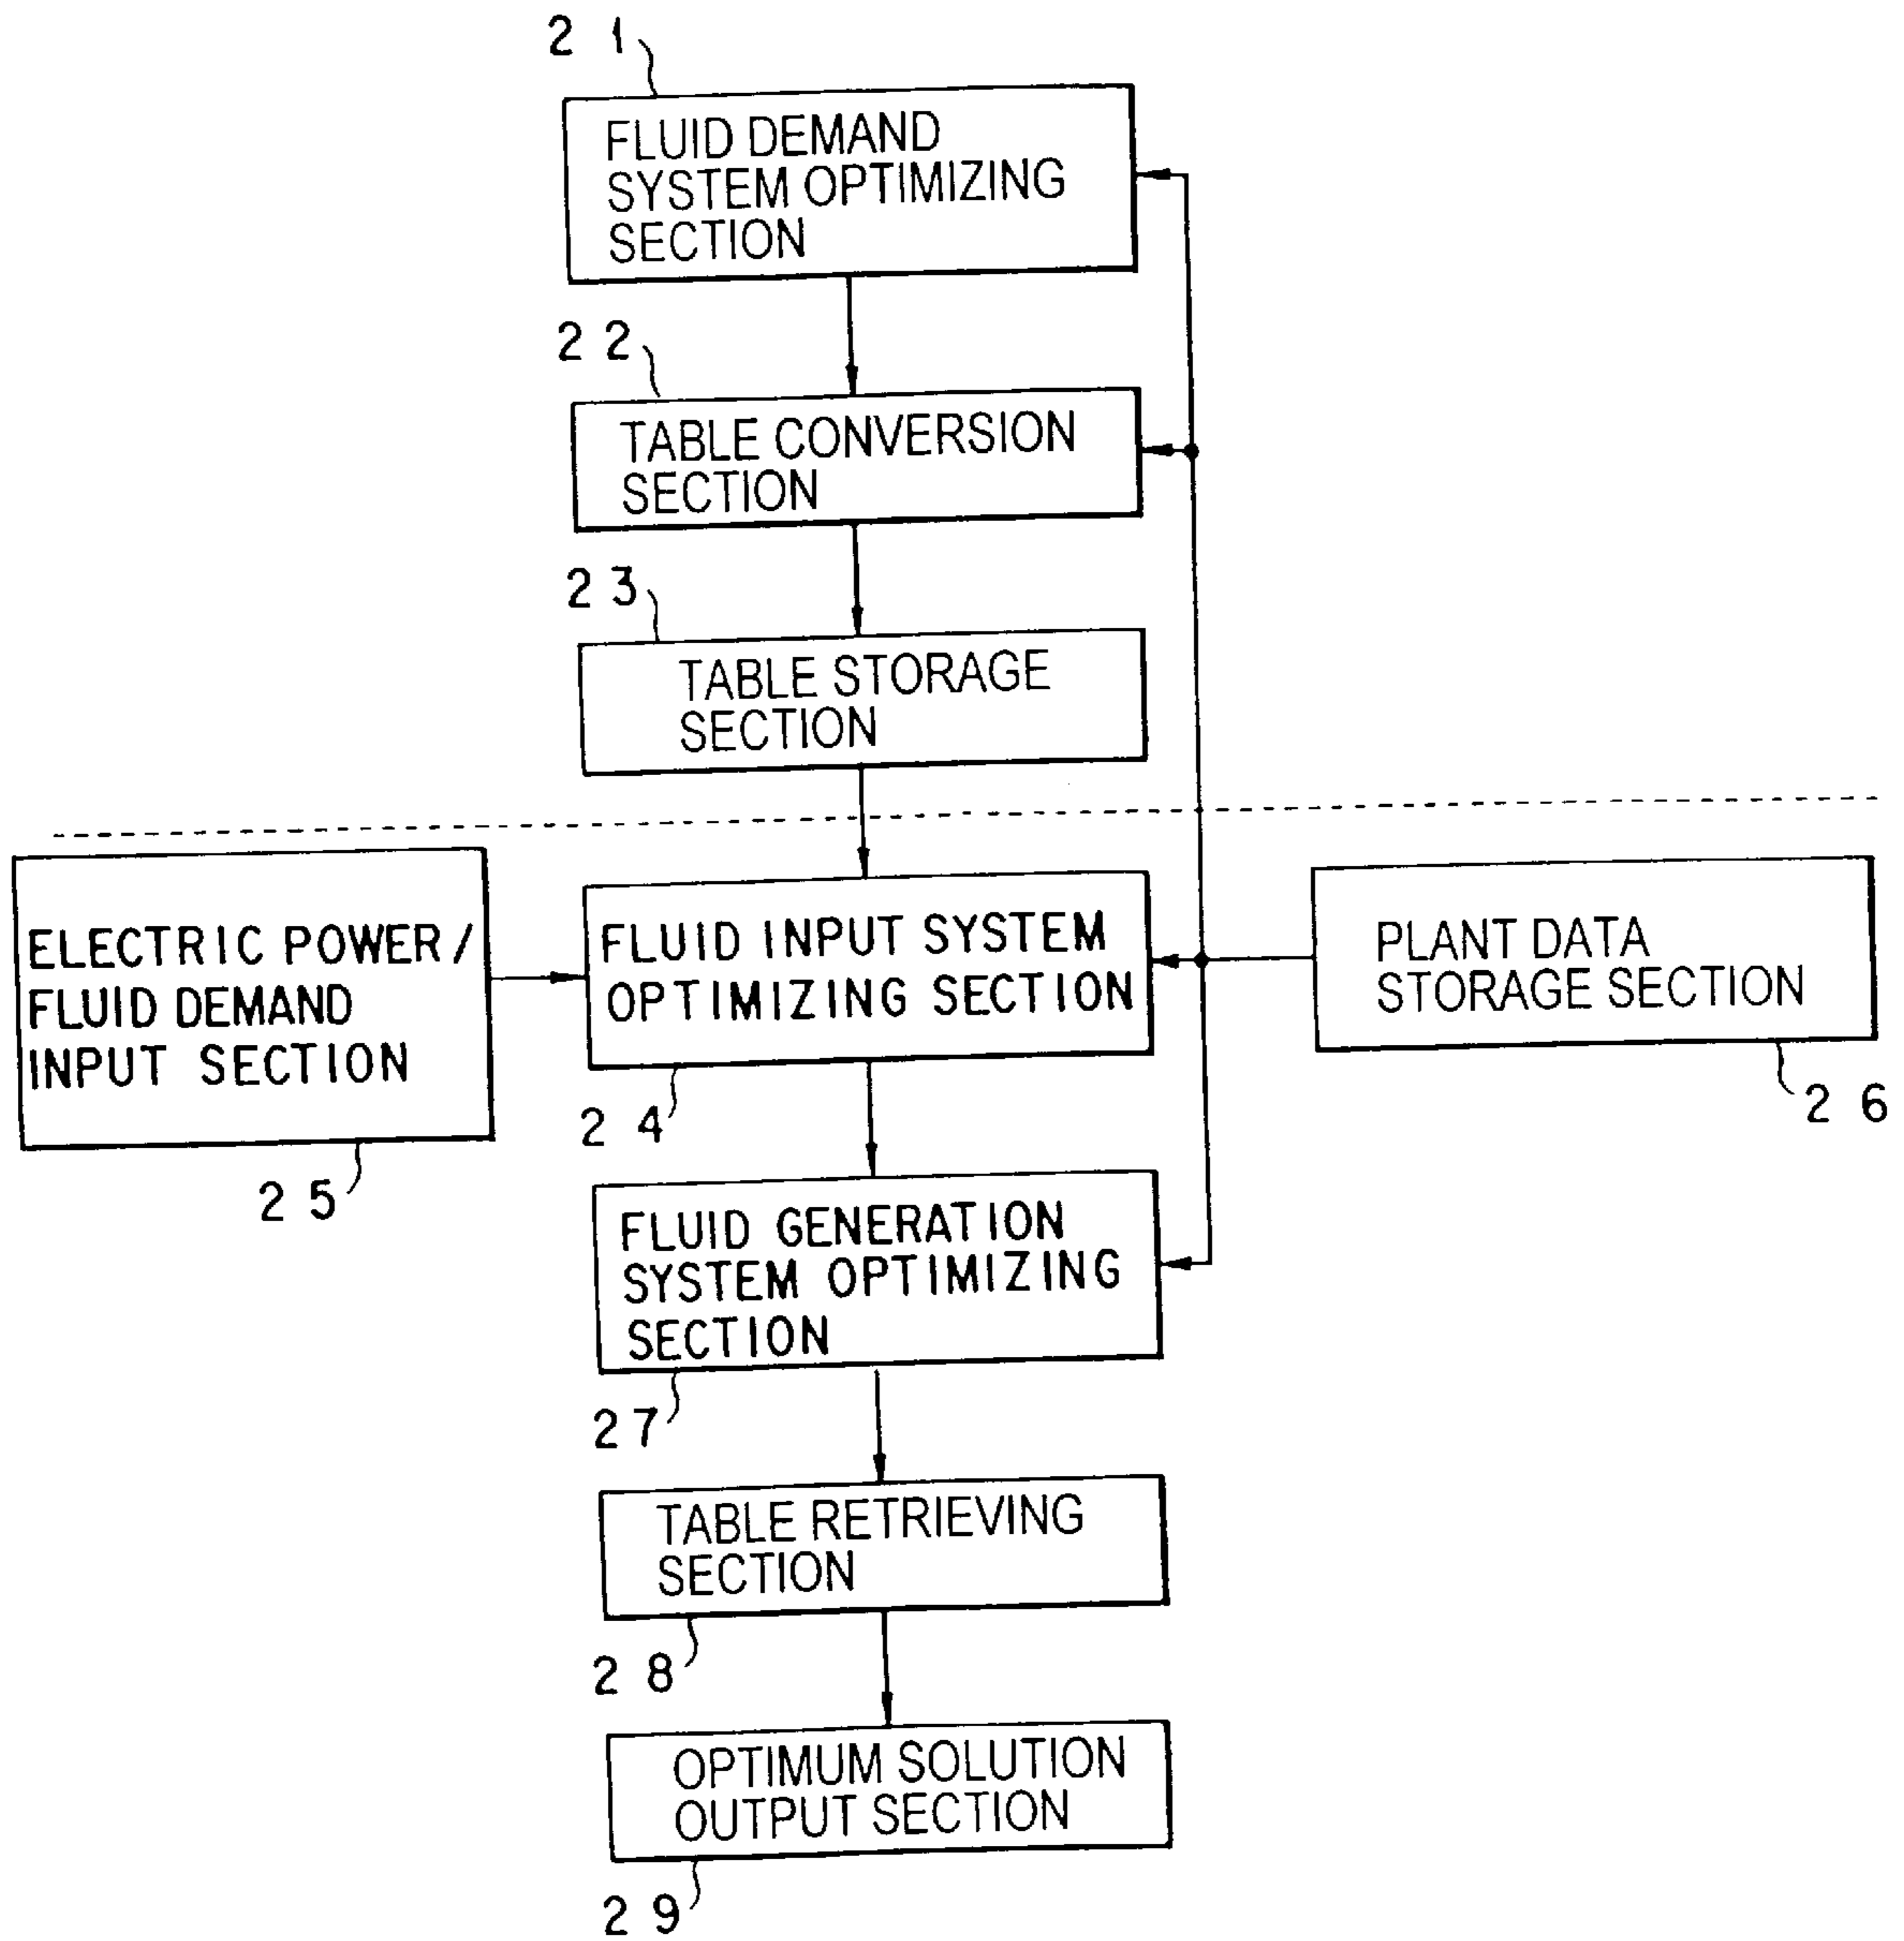 2 1
FLUID DEMAND
SYSTEM OPTIMIZING
SECTION
2 2
TABLE CONVERSION
SECTION
2 3
TABLE STORAGE
SECTION
ELECTRIC POWER/
FLUID DEMAND
INPUT SECTION
2 5
FLUID INPUT SYSTEM
OPTIMIZING SECTION
2 4
PLANT DATA
STORAGE SECTION
2 6
FLUID GENERATION
SYSTEM OPTIMIZING
SECTION
2 7
TABLE RETRIEVING
SECTION
2 8
OPTIMUM SOLUTION
OUTPUT SECTION
2 9